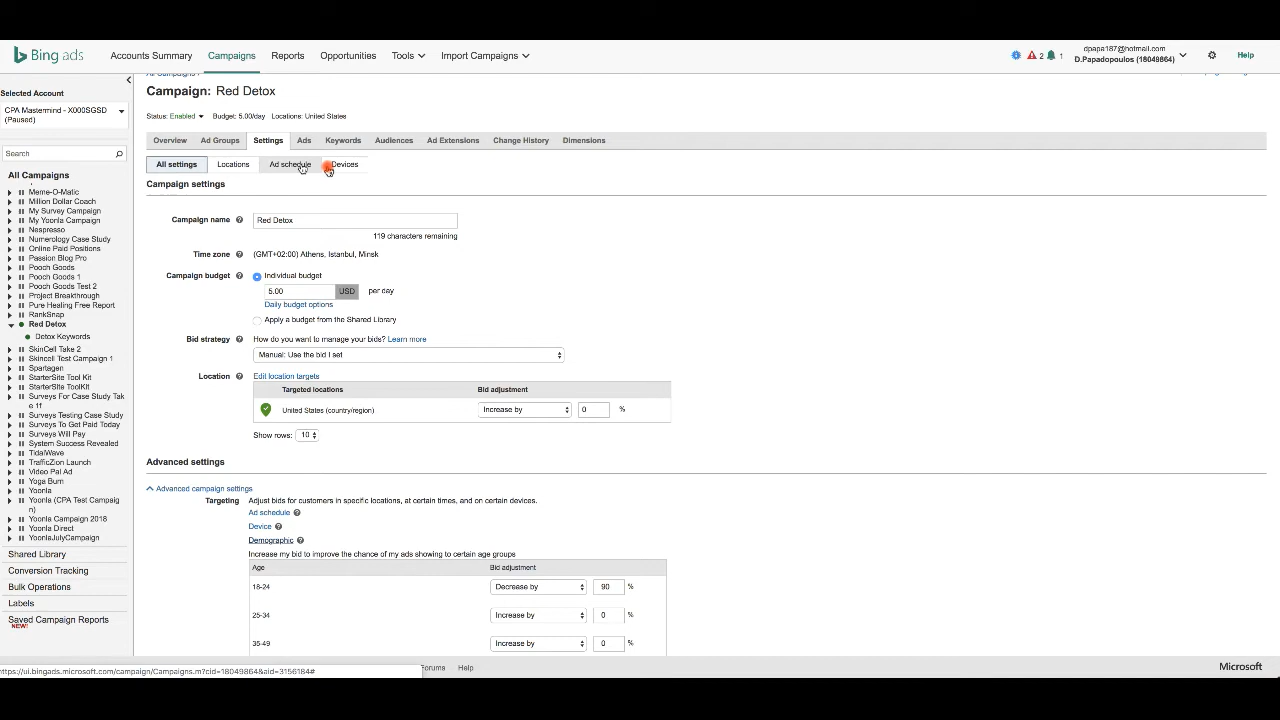 Bing ads
Accounts Summary Campaigns Reports Opportunities Tools Import Campaigns
2 1
dpapa187@hotmail.com
D.Papadopoulos (18049864)
Help
Selected Account
CPA Mastermind - X000SGSD
(Paused)
Search
All Campaigns
Meme-O-Matic
Million Dollar Coach
My Survey Campaign
My Yoonla Campaign
Nespresso
Numerology Case Study
Online Paid Positions
Passion Blog Pro
Pooch Goods
Pooch Goods 1
Pooch Goods Test 2
Project Breakthrough
Pure Healing Free Report
RankSnap
Red Detox
Detox Keywords
SkinCell Take 2
Skincell Test Campaign 1
Spartagen
StarterSite Tool Kit
StarterSite ToolKit
Surveys For Case Study Tak
e 1f
Surveys Testing Case Study
Surveys To Get Paid Today
Surveys Will Pay
System Success Revealed
TidalWave
TrafficZion Launch
Video Pal Ad
Yoga Burn
Yoonla
Yoonla (CPA Test Campaig
n)
Yoonla Campaign 2018
Yoonla Direct
YoonlaJulyCampaign
Shared Library
Conversion Tracking
Bulk Operations
Labels
Saved Campaign Reports
NEW!
Campaign: Red Detox
Status: Enabled Budget: 5.00/day Locations: United States
Overview Ad Groups Settings Ads Keywords Audiences Ad Extensions Change History Dimensions
All settings Locations Ad schedule Devices
Campaign settings
Campaign name Red Detox
119 characters remaining
Time zone (GMT+02:00) Athens, Istanbul, Minsk
Campaign budget Individual budget
5.00 USD per day
Daily budget options
Apply a budget from the Shared Library
Bid strategy How do you want to manage your bids? Learn more
Manual: Use the bid I set
Location Edit location targets
Targeted locations Bid adjustment
United States (country/region) Increase by 0 %
Show rows: 10
Advanced settings
Advanced campaign settings
Targeting Adjust bids for customers in specific locations, at certain times, and on certain devices.
Ad schedule
Device
Demographic
Increase my bid to improve the chance of my ads showing to certain age groups
Age Bid adjustment
18-24 Decrease by 90 %
25-34 Increase by 0 %
35-49 Increase by 0 %
https://ui.bingads.microsoft.com/campaign/Campaigns.m?cid=18049864&aid=3156184#
Forums Help
Microsoft